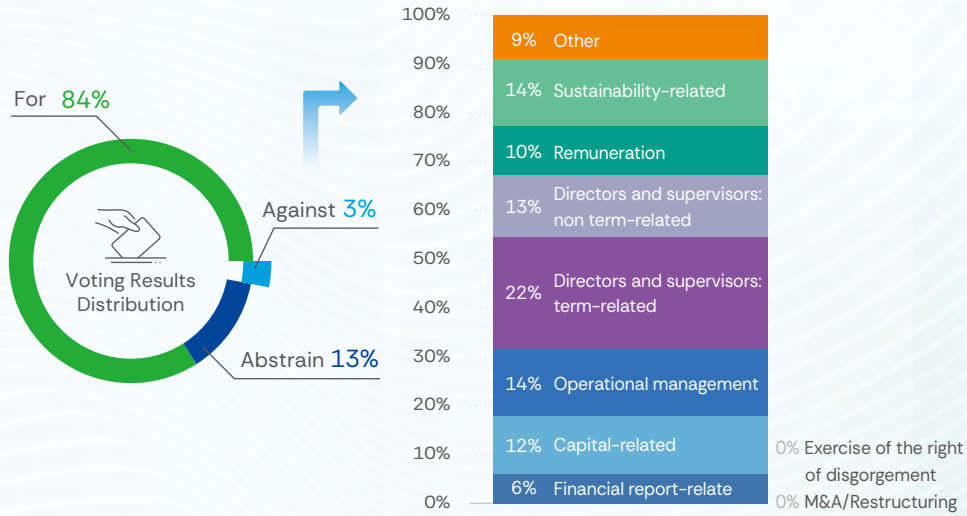 For 84%
Against 3%
Voting Results
Distribution
Abstrain 13%
100%
90%
80%
70%
60%
50%
40%
30%
20%
10%
0%
9% Other
14% Sustainability-related
10% Remuneration
13% Directors and supervisors:
non term-related
22% Directors and supervisors:
term-related
14% Operational management
12% Capital-related
6% Financial report-relate
0% Exercise of the right
of disgorgement
0% M&A/Restructuring